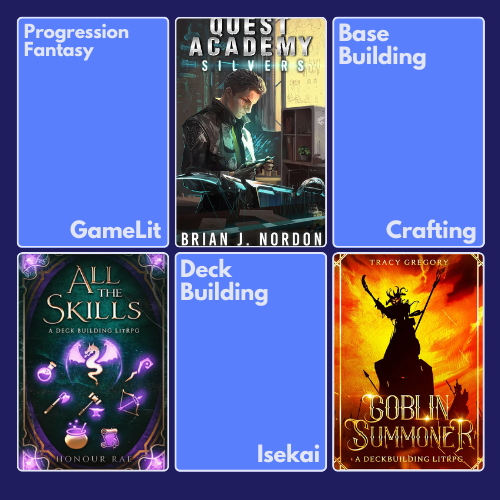 Progression
Fantasy
GameLit
QUEST
ACADEMY
SILVERS
BRIAN J. NORDON
Base
Building
Crafting
ALL
THE
SKILLS
A DECK BUILDING LITRPG
HONOUR RAE
Deck
Building
Isekai
TRACY GREGORY
GOBLIN
SUMMONER
A DECKBUILDING LITRPG